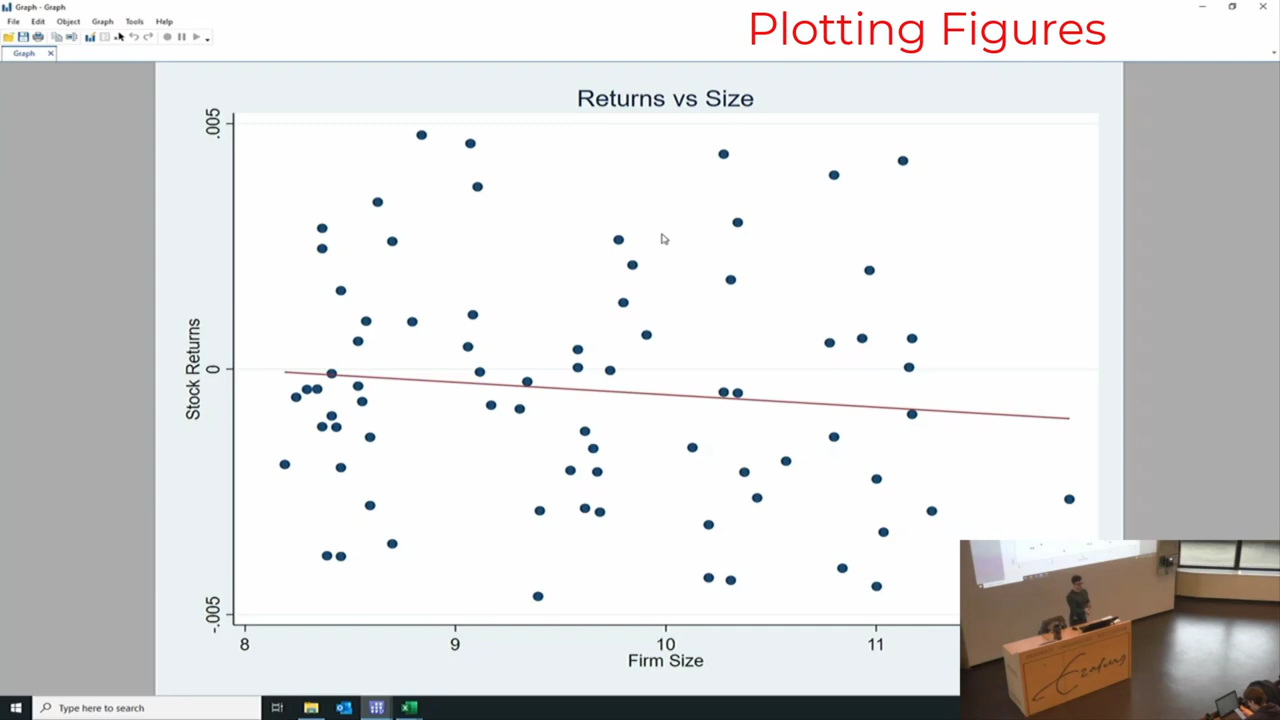 Graph - Graph
File Edit Object Graph Tools Help
Graph
Plotting Figures
Returns vs Size
.005
0
-.005
Stock Returns
8 9 10 11
Firm Size
Erasmus
Type here to search